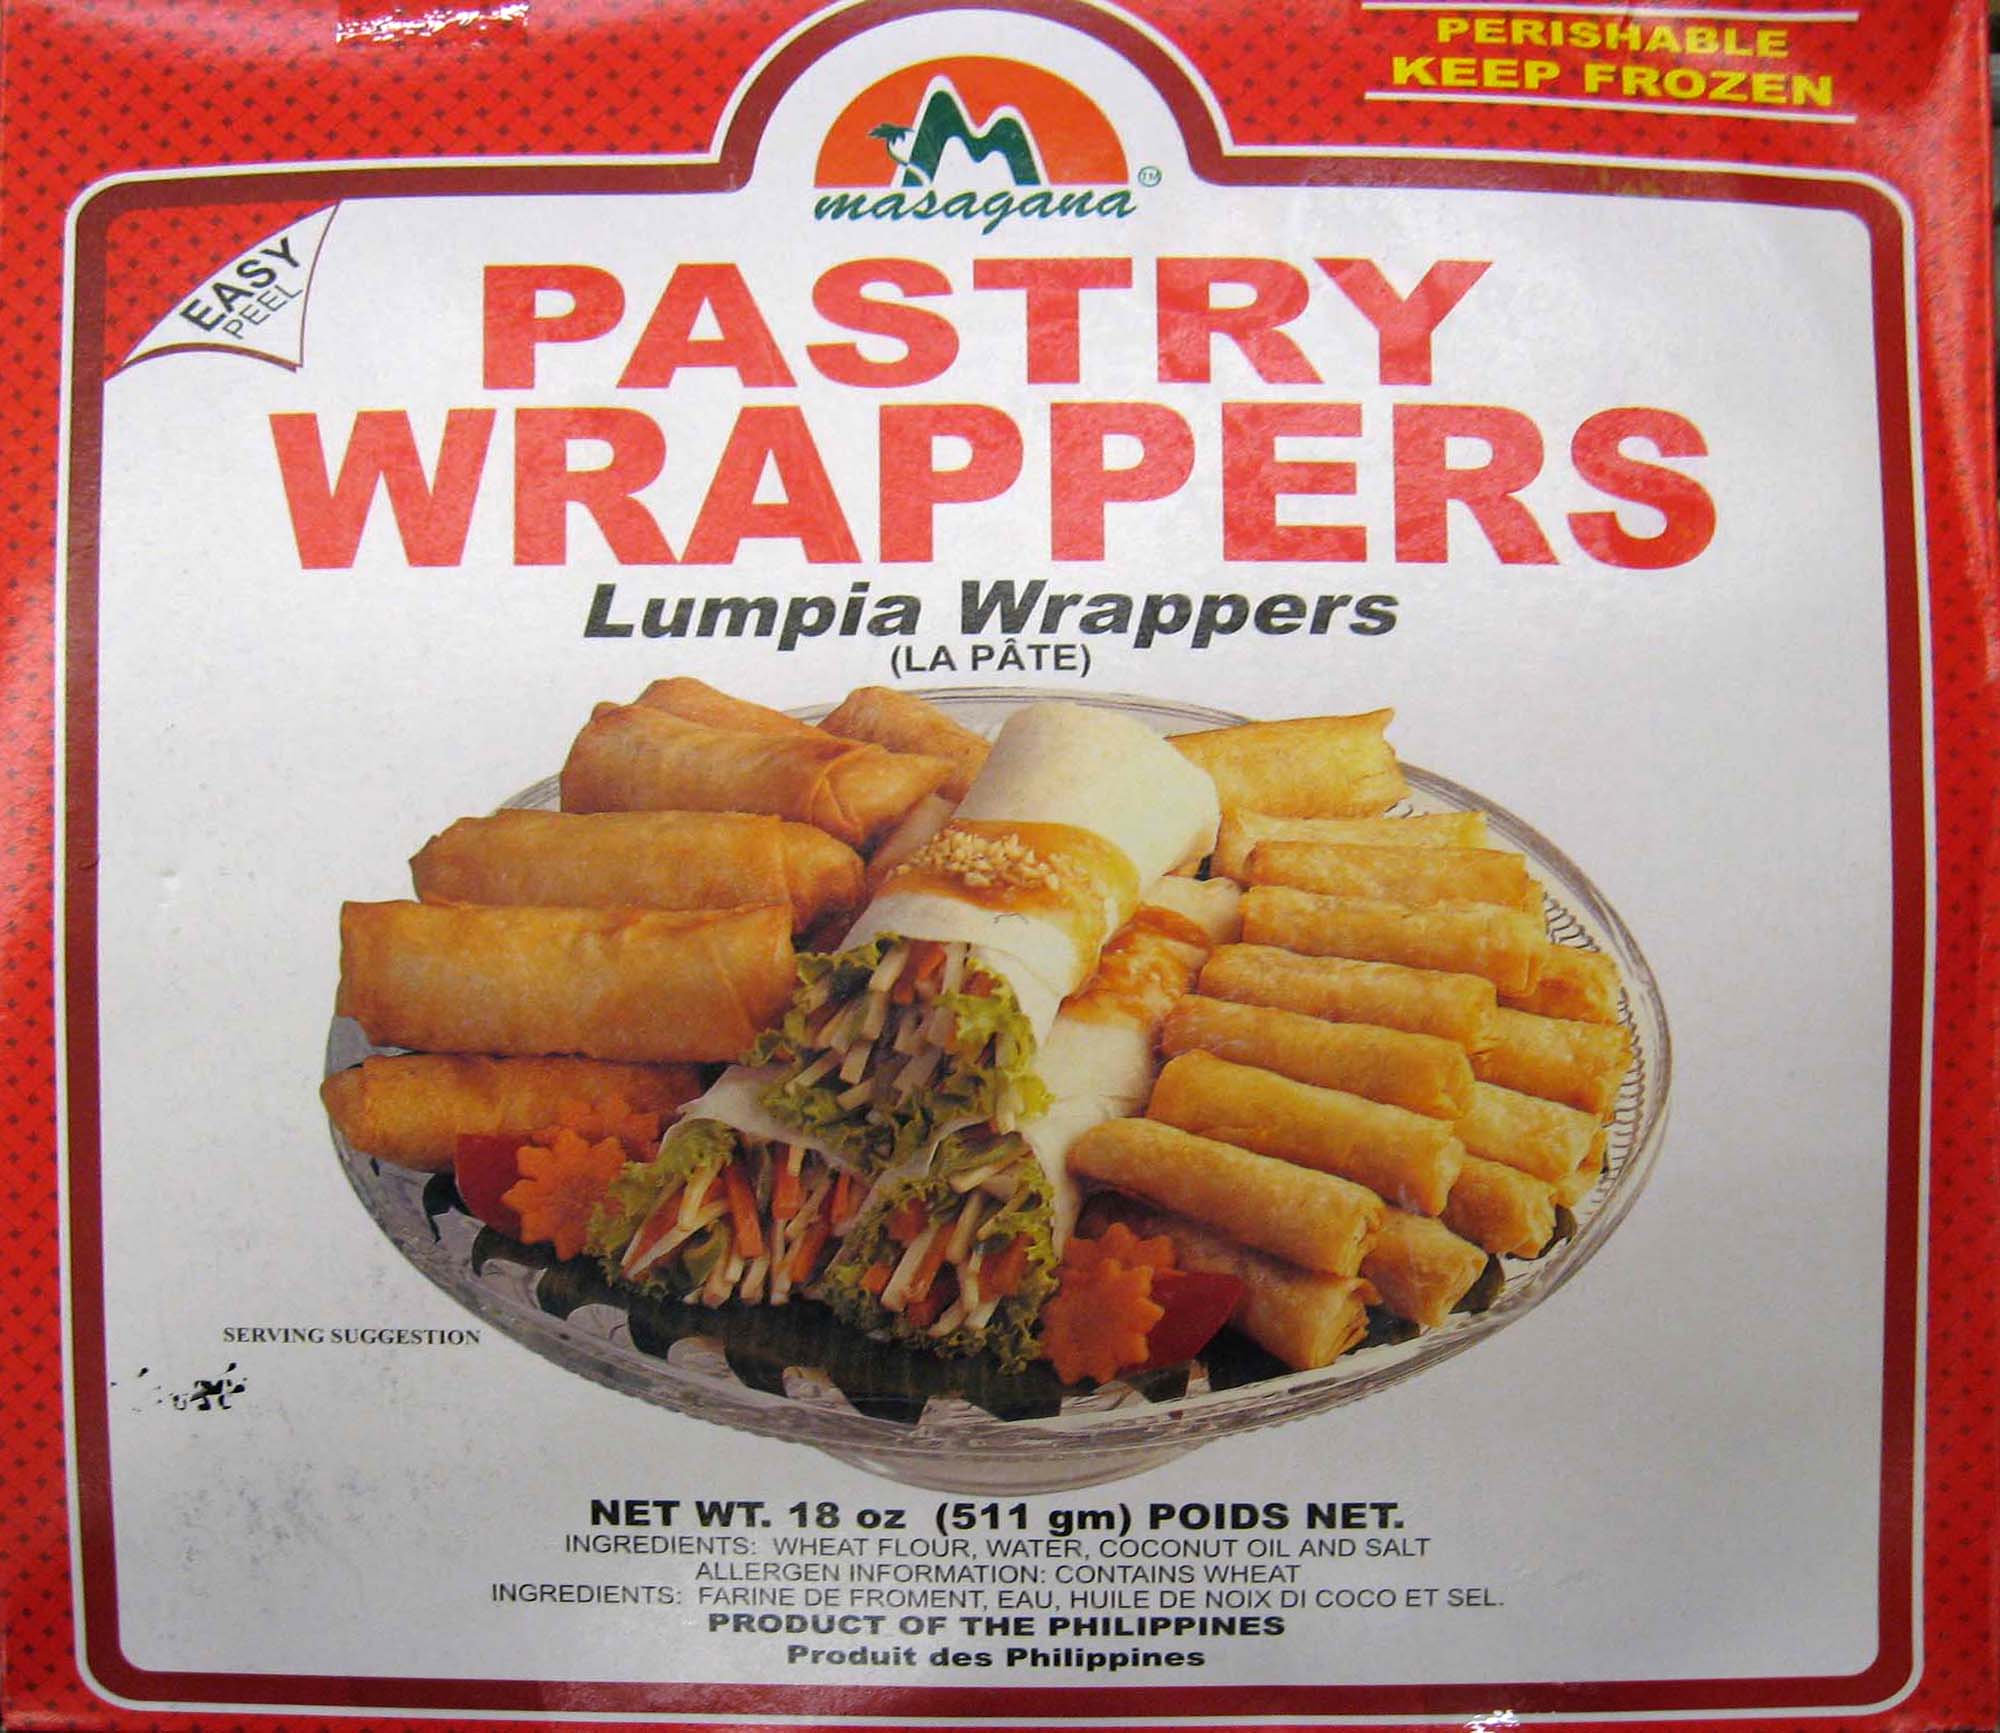 PERISHABLE
KEEP FROZEN
masagana TM
EASY
PEEL
PASTRY
WRAPPERS
Lumpia Wrappers
(LA PÂTE)
SERVING SUGGESTION
NET WT. 18 oz (511 gm) POIDS NET.
INGREDIENTS: WHEAT FLOUR, WATER, COCONUT OIL AND SALT
ALLERGEN INFORMATION: CONTAINS WHEAT
INGREDIENTS: FARINE DE FROMENT, EAU, HUILE DE NOIX DI COCO ET SEL.
PRODUCT OF THE PHILIPPINES
Produit des Philippines